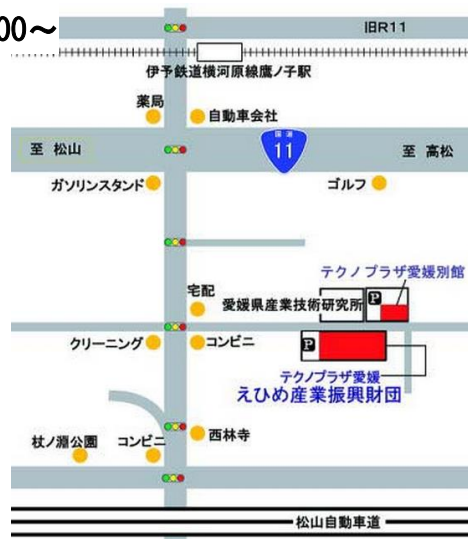 00～
旧R11
伊予鉄道横河原線鷹ノ子駅
薬局
自動車会社
至 松山
国道
11
至 高松
ガソリンスタンド
ゴルフ
テクノプラザ愛媛別館
宅配
愛媛県産業技術研究所
P
クリーニング
コンビニ
P
テクノプラザ愛媛
えひめ産業振興財団
杖ノ淵公園
コンビニ
西林寺
松山自動車道